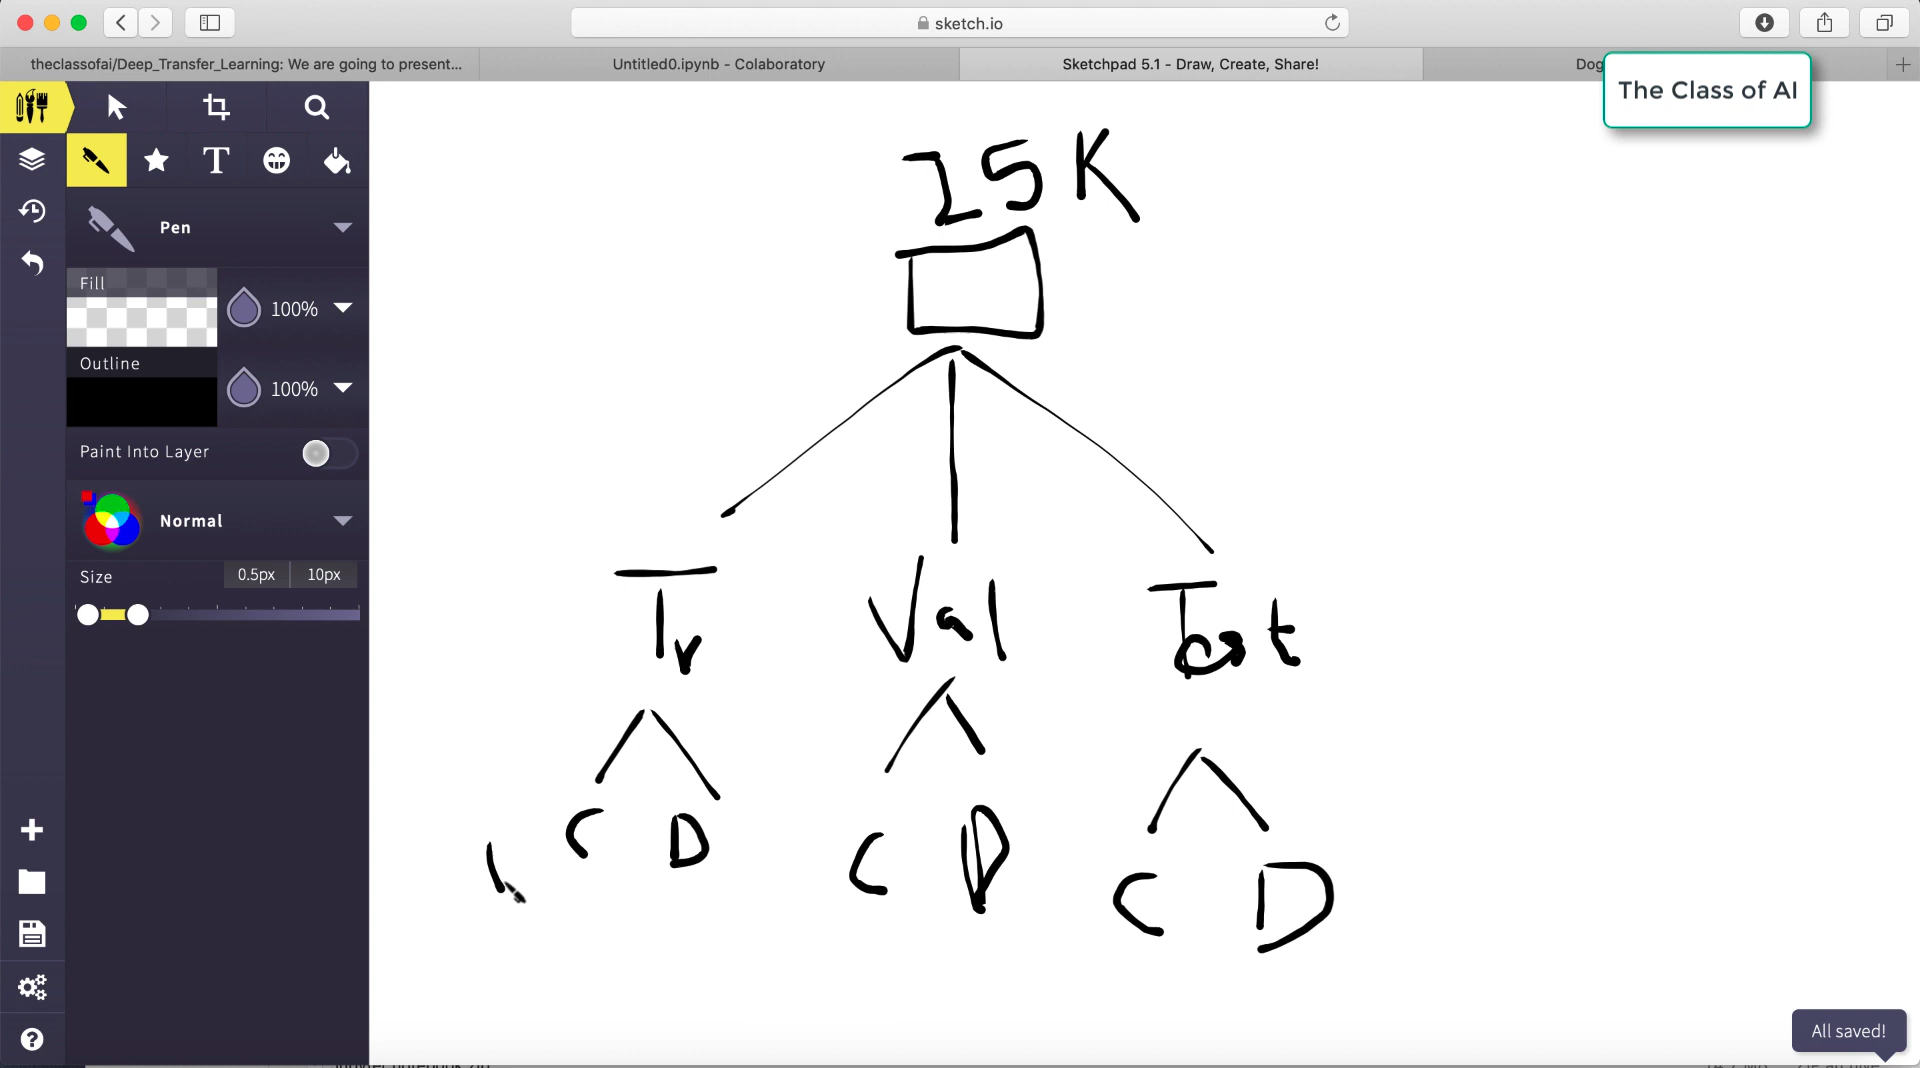 sketch.io
theclassofai/Deep_Transfer_Learning: We are going to present...
Untitled0.ipynb - Colaboratory
Sketchpad 5.1 - Draw, Create, Share!
Dog
The Class of AI
T
Pen
Fill
100%
Outline
100%
Paint Into Layer
Normal
Size
0.5px
10px
25 K
Tr
Val
Test
C D
C D
C D
All saved!